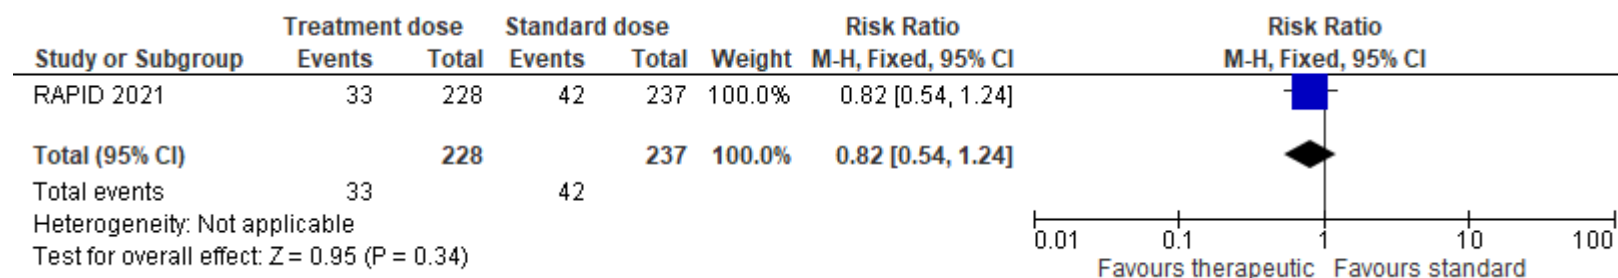 Treatment dose Standard dose Risk Ratio Risk Ratio
Study or Subgroup Events Total Events Total Weight M-H, Fixed, 95% CI M-H, Fixed, 95% CI
RAPID 2021 33 228 42 237 100.0% 0.82 [0.54, 1.24]
Total (95% CI) 228 237 100.0% 0.82 [0.54, 1.24]
Total events 33 42
Heterogeneity: Not applicable
Test for overall effect: Z = 0.95 (P = 0.34)
0.01 0.1 1 10 100
Favours therapeutic Favours standard